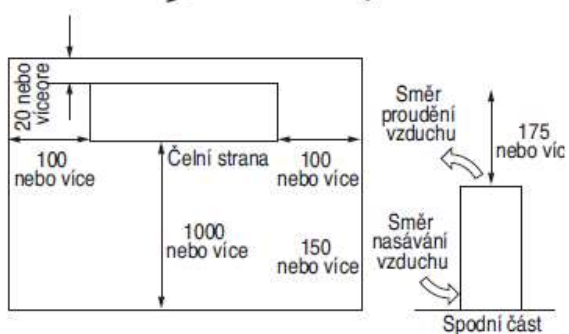 20 nebo
víceore
100
nebo více
Čelní strana
100
nebo více
1000
nebo více
150
nebo více
Směr
proudění
vzduchu
175
nebo víc
Směr
nasávání
vzduchu
Spodní část